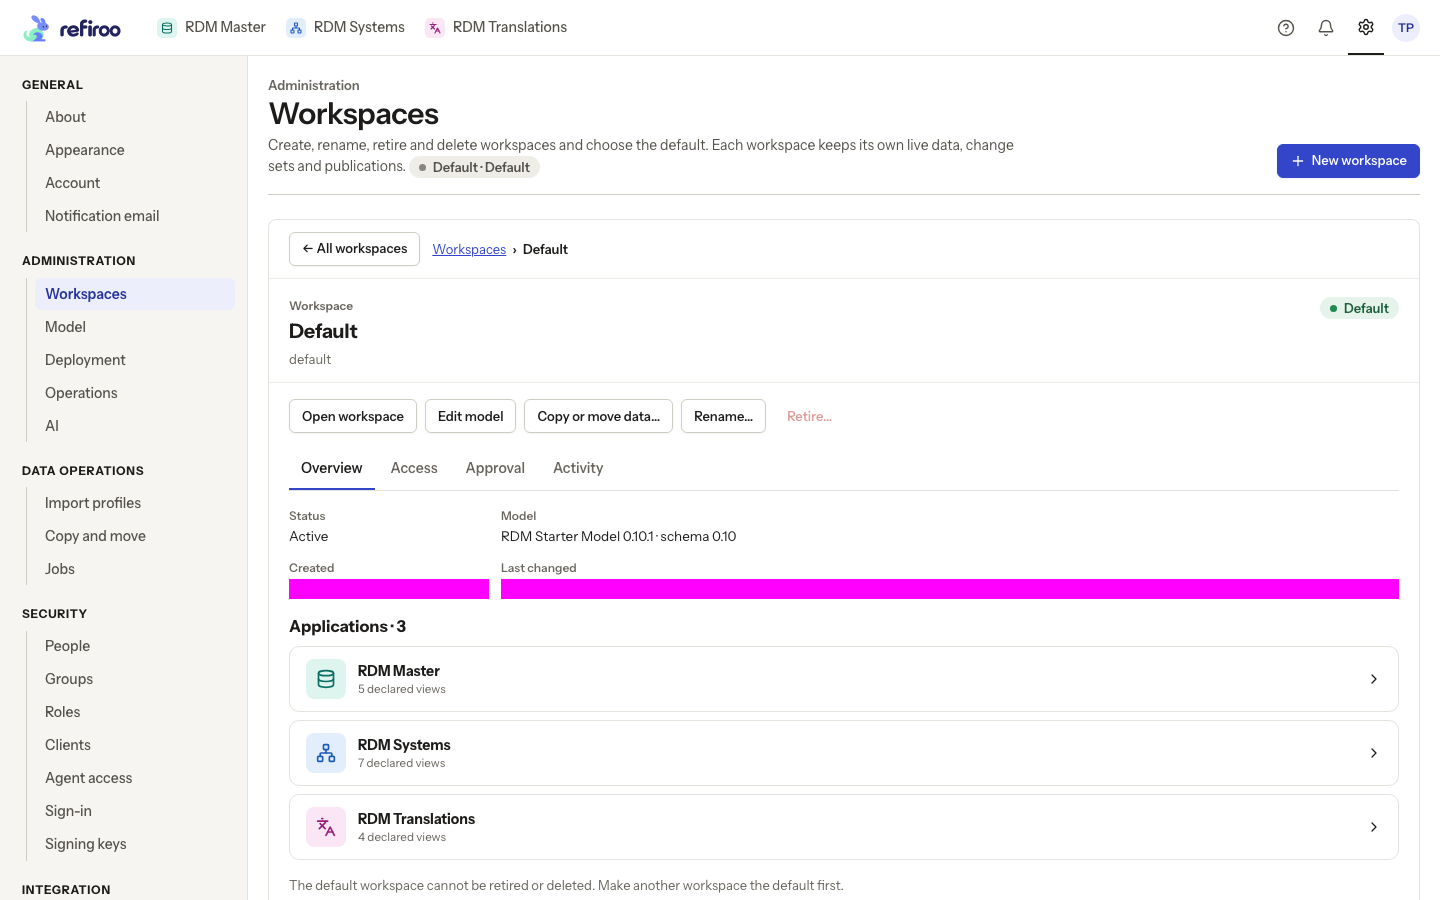 refiroo
RDM Master
RDM Systems
RDM Translations
TP
GENERAL
About
Appearance
Account
Notification email
ADMINISTRATION
Workspaces
Model
Deployment
Operations
AI
DATA OPERATIONS
Import profiles
Copy and move
Jobs
SECURITY
People
Groups
Roles
Clients
Agent access
Sign-in
Signing keys
INTEGRATION
Administration
Workspaces
Create, rename, retire and delete workspaces and choose the default. Each workspace keeps its own live data, change
sets and publications. Default · Default
New workspace
← All workspaces
Workspaces › Default
Workspace
Default
default
Default
Open workspace
Edit model
Copy or move data...
Rename...
Retire...
Overview
Access
Approval
Activity
Status
Active
Model
RDM Starter Model 0.10.1 · schema 0.10
Created
Last changed
Applications · 3
RDM Master
5 declared views
RDM Systems
7 declared views
RDM Translations
4 declared views
The default workspace cannot be retired or deleted. Make another workspace the default first.